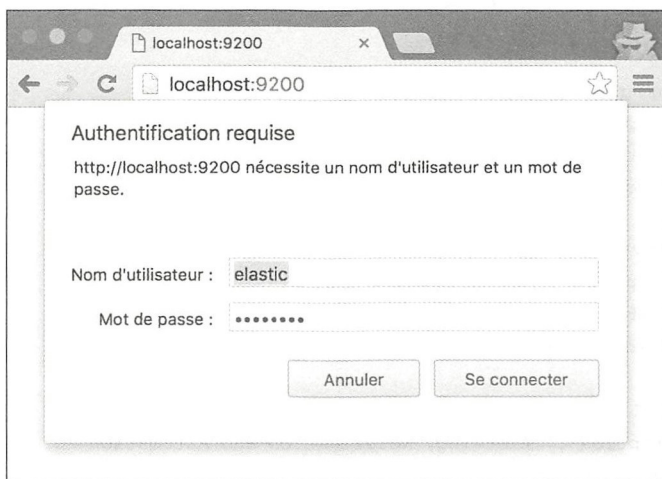 localhost:9200
localhost:9200
Authentification requise
http://localhost:9200 nécessite un nom d'utilisateur et un mot de
passe.
Nom d'utilisateur : elastic
Mot de passe : ••••••••
Annuler Se connecter